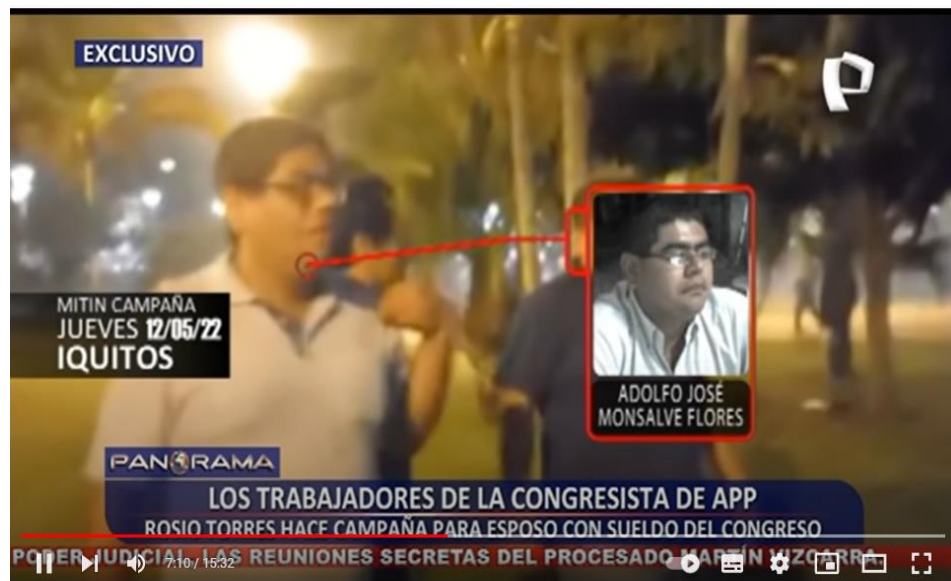 EXCLUSIVO
P
MITIN CAMPAÑA
JUEVES 12/05/22
IQUITOS
ADOLFO JOSÉ
MONSALVE FLORES
PANORAMA
LOS TRABAJADORES DE LA CONGRESISTA DE APP
ROSIO TORRES HACE CAMPAÑA PARA ESPOSO CON SUELDO DEL CONGRESO
PODER JUDICIAL. LAS REUNIONES SECRETAS DEL PROCESADO MARTÍN VIZCARRA.
7:10 / 15:32